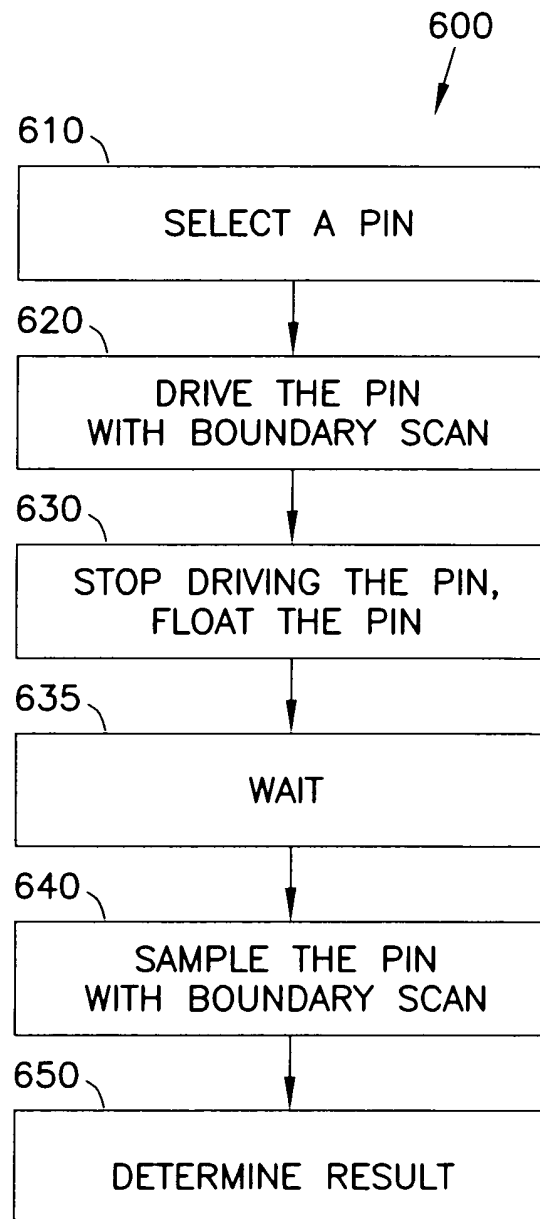 600
610
SELECT A PIN
620
DRIVE THE PIN
WITH BOUNDARY SCAN
630
STOP DRIVING THE PIN,
FLOAT THE PIN
635
WAIT
640
SAMPLE THE PIN
WITH BOUNDARY SCAN
650
DETERMINE RESULT